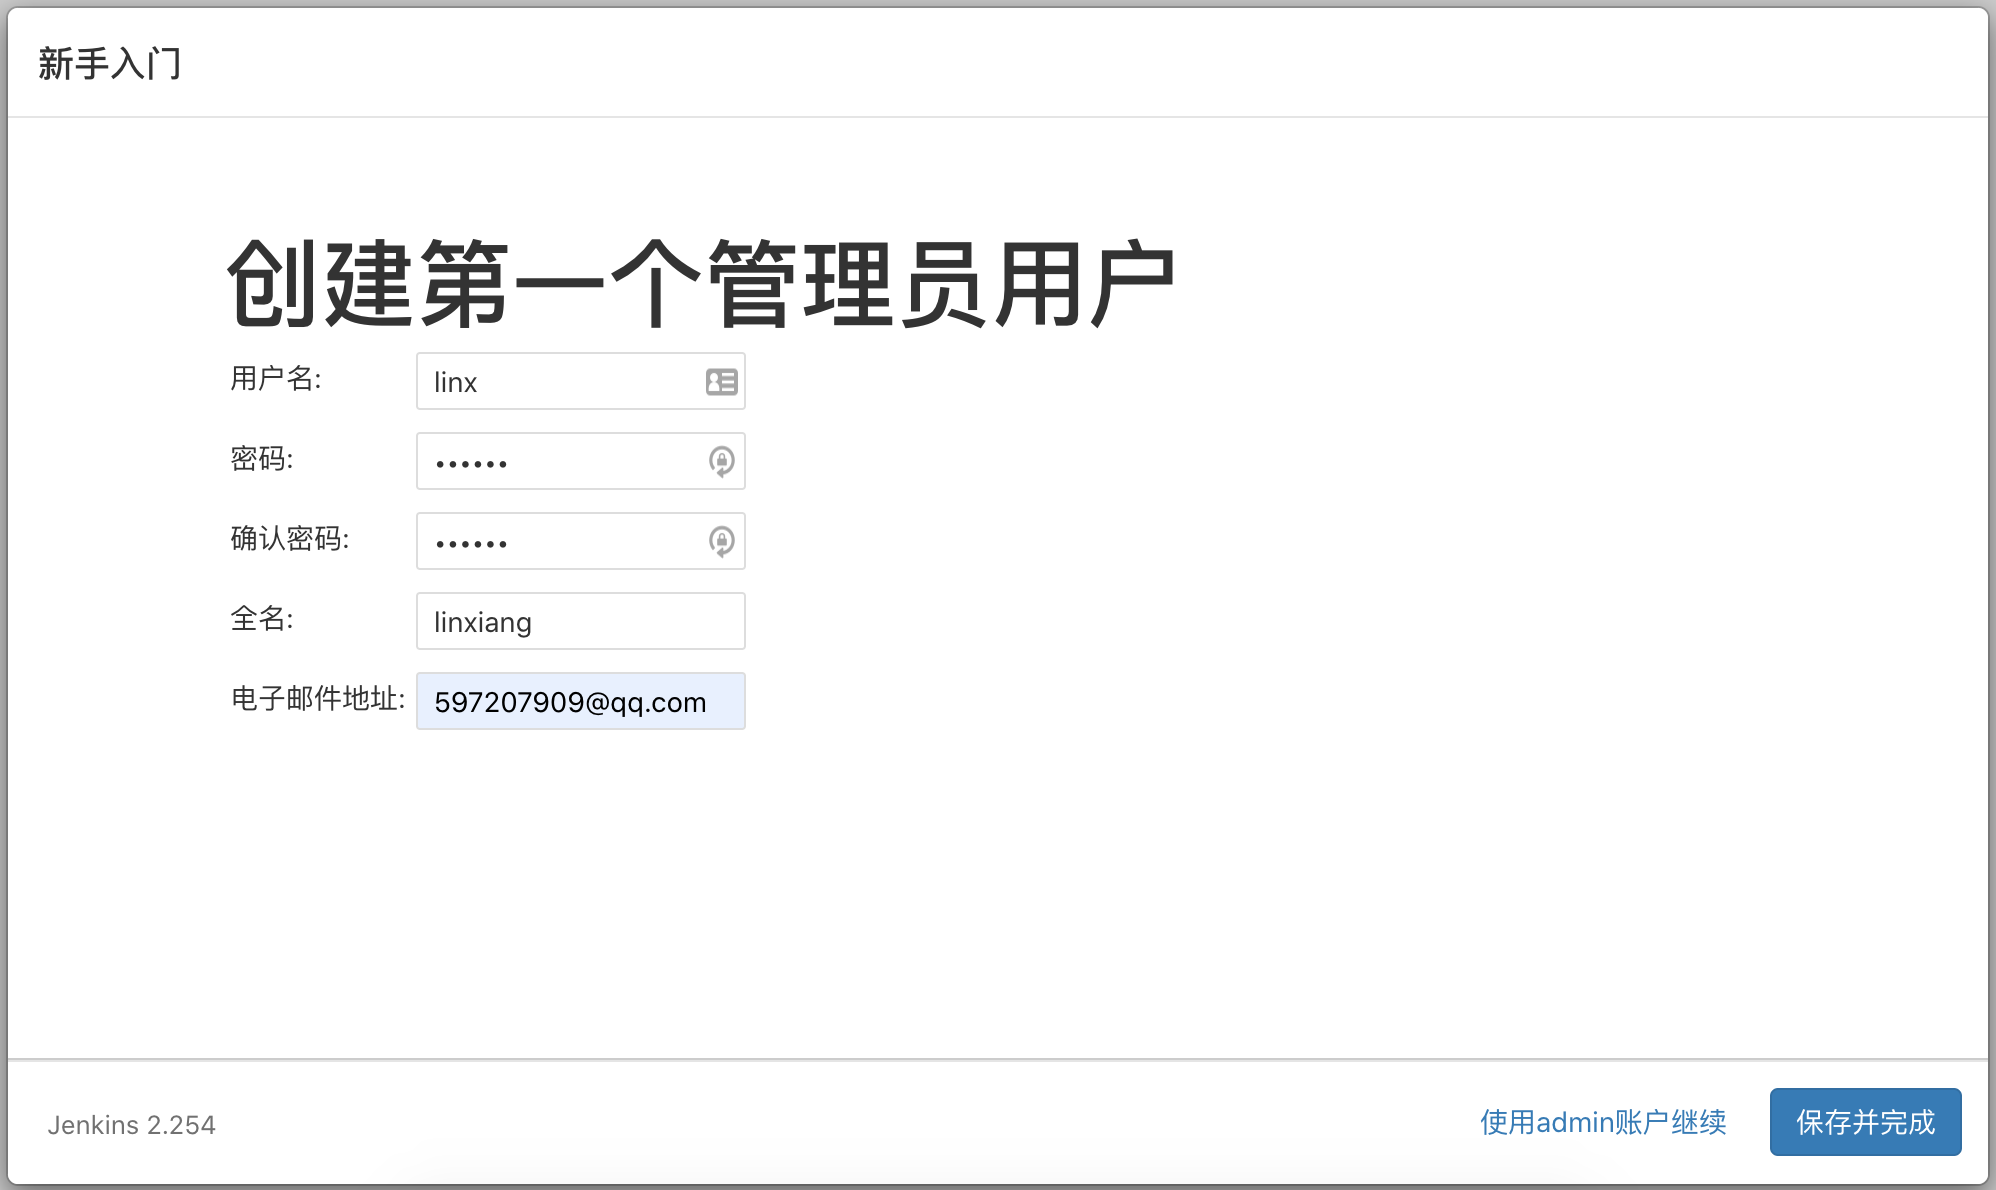 新手入门
创建第一个管理员用户
用户名: linx
密码: ••••••
确认密码: ••••••
全名: linxiang
电子邮件地址: 597207909@qq.com
Jenkins 2.254 使用admin账户继续 保存并完成